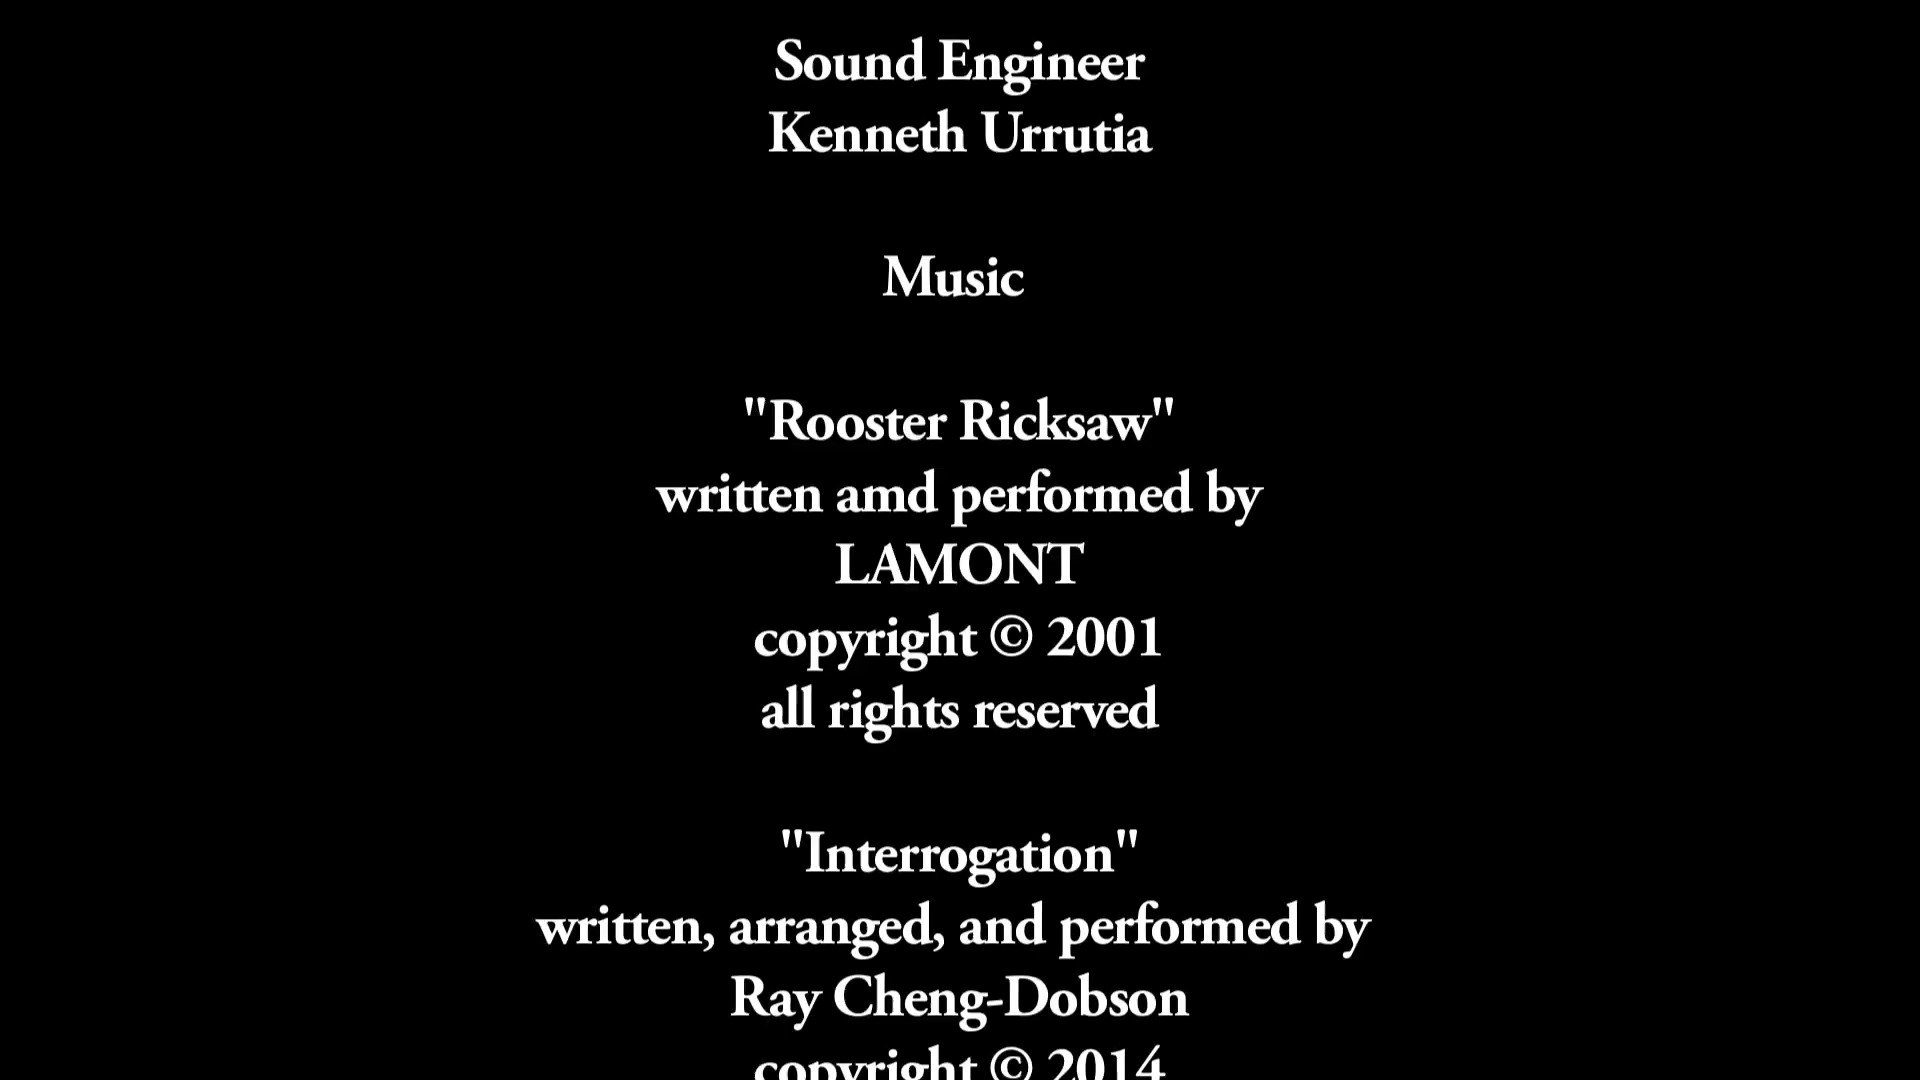 Sound Engineer
Kenneth Urrutia
Music
"Rooster Ricksaw"
written amd performed by
LAMONT
copyright © 2001
all rights reserved
"Interrogation"
written, arranged, and performed by
Ray Cheng-Dobson
copyright © 2014